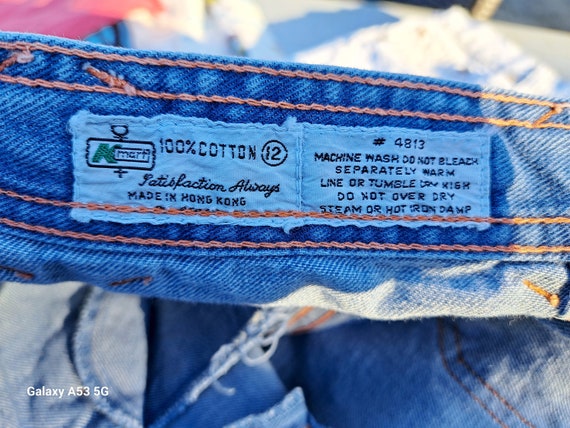 Kmart
100% COTTON 12
Satisfaction Always
MADE IN HONG KONG
# 4813
MACHINE WASH DO NOT BLEACH
SEPARATELY WARM
LINE OR TUMBLE DRY HIGH
DO NOT OVER DRY
STEAM OR HOT IRON DAMP
Galaxy A53 5G